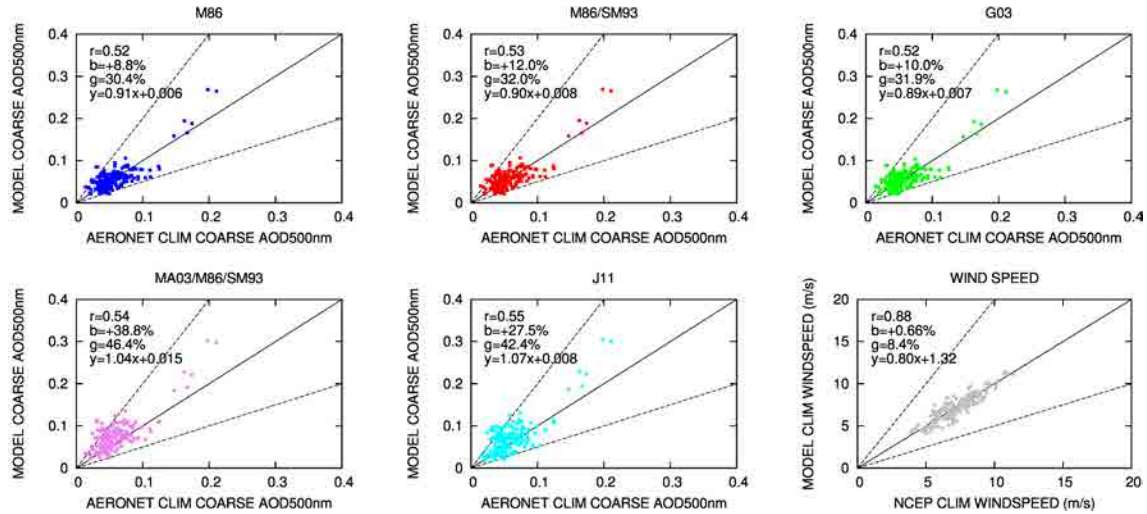 M86
MODEL COARSE AOD500nm
0.4
0.3
0.2
0.1
0
r=0.52
b=+8.8%
g=30.4%
y=0.91x+0.006
0 0.1 0.2 0.3 0.4
AERONET CLIM COARSE AOD500nm
M86/SM93
MODEL COARSE AOD500nm
0.4
0.3
0.2
0.1
0
r=0.53
b=+12.0%
g=32.0%
y=0.90x+0.008
0 0.1 0.2 0.3 0.4
AERONET CLIM COARSE AOD500nm
G03
MODEL COARSE AOD500nm
0.4
0.3
0.2
0.1
0
r=0.52
b=+10.0%
g=31.9%
y=0.89x+0.007
0 0.1 0.2 0.3 0.4
AERONET CLIM COARSE AOD500nm
MA03/M86/SM93
MODEL COARSE AOD500nm
0.4
0.3
0.2
0.1
0
r=0.54
b=+38.8%
g=46.4%
y=1.04x+0.015
0 0.1 0.2 0.3 0.4
AERONET CLIM COARSE AOD500nm
J11
MODEL COARSE AOD500nm
0.4
0.3
0.2
0.1
0
r=0.55
b=+27.5%
g=42.4%
y=1.07x+0.008
0 0.1 0.2 0.3 0.4
AERONET CLIM COARSE AOD500nm
WIND SPEED
MODEL CLIM WINDSPEED (m/s)
20
15
10
5
0
r=0.88
b=+0.66%
g=8.4%
y=0.80x+1.32
0 5 10 15 20
NCEP CLIM WINDSPEED (m/s)